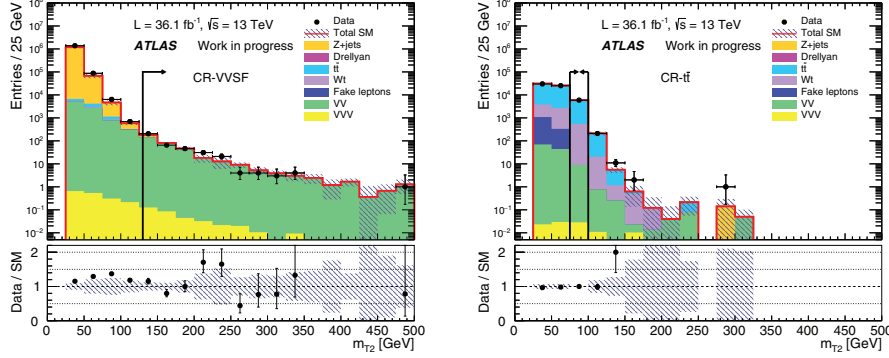 L = 36.1 fb⁻¹, √s = 13 TeV
ATLAS Work in progress
CR-VVSF
Data
Total SM
Z+jets
Drellyan
tt̄
Wt
Fake leptons
VV
VVV
Entries / 25 GeV
10⁷
10⁶
10⁵
10⁴
10³
10²
10
1
10⁻¹
10⁻²
Data / SM
2
1
0
0 50 100 150 200 250 300 350 400 450 500
m_T2 [GeV]
L = 36.1 fb⁻¹, √s = 13 TeV
ATLAS Work in progress
CR-tt̄
Data
Total SM
Z+jets
Drellyan
tt̄
Wt
Fake leptons
VV
VVV
Entries / 25 GeV
10⁷
10⁶
10⁵
10⁴
10³
10²
10
1
10⁻¹
10⁻²
Data / SM
2
1
0
0 50 100 150 200 250 300 350 400 450 500
m_T2 [GeV]